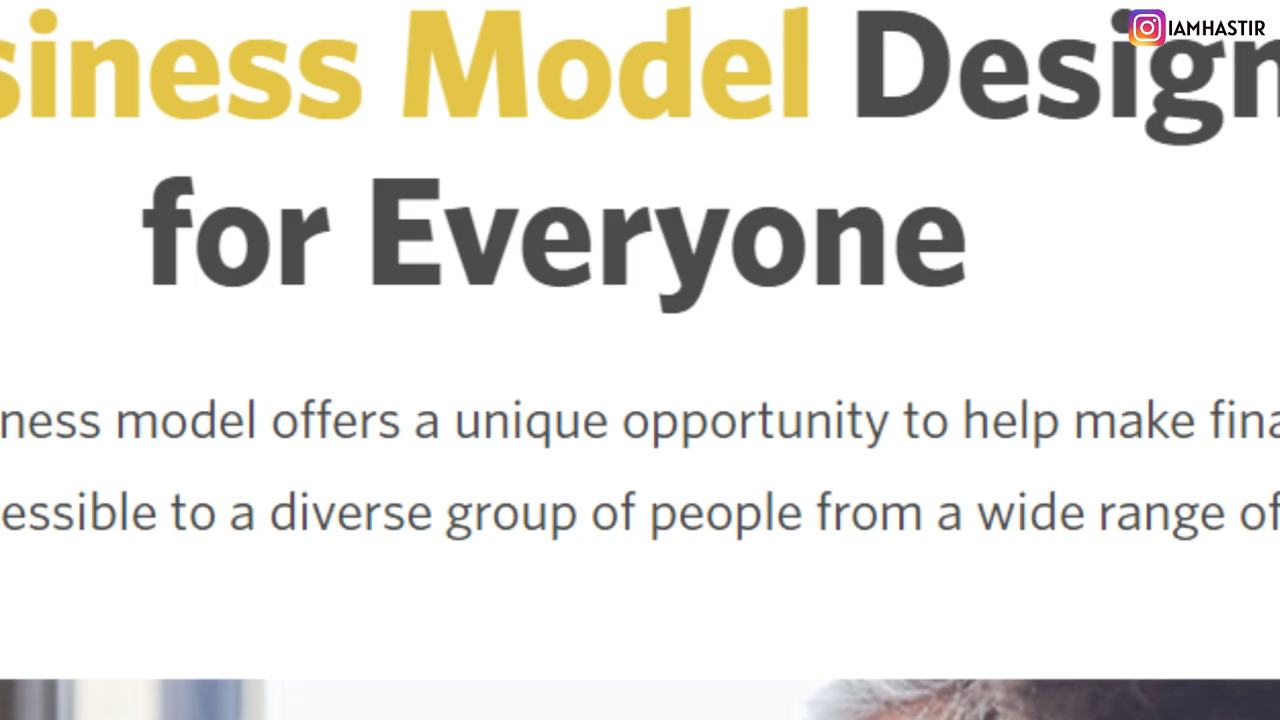 siness Model Design
for Everyone
ness model offers a unique opportunity to help make fina
essible to a diverse group of people from a wide range of
IAMHASTIR